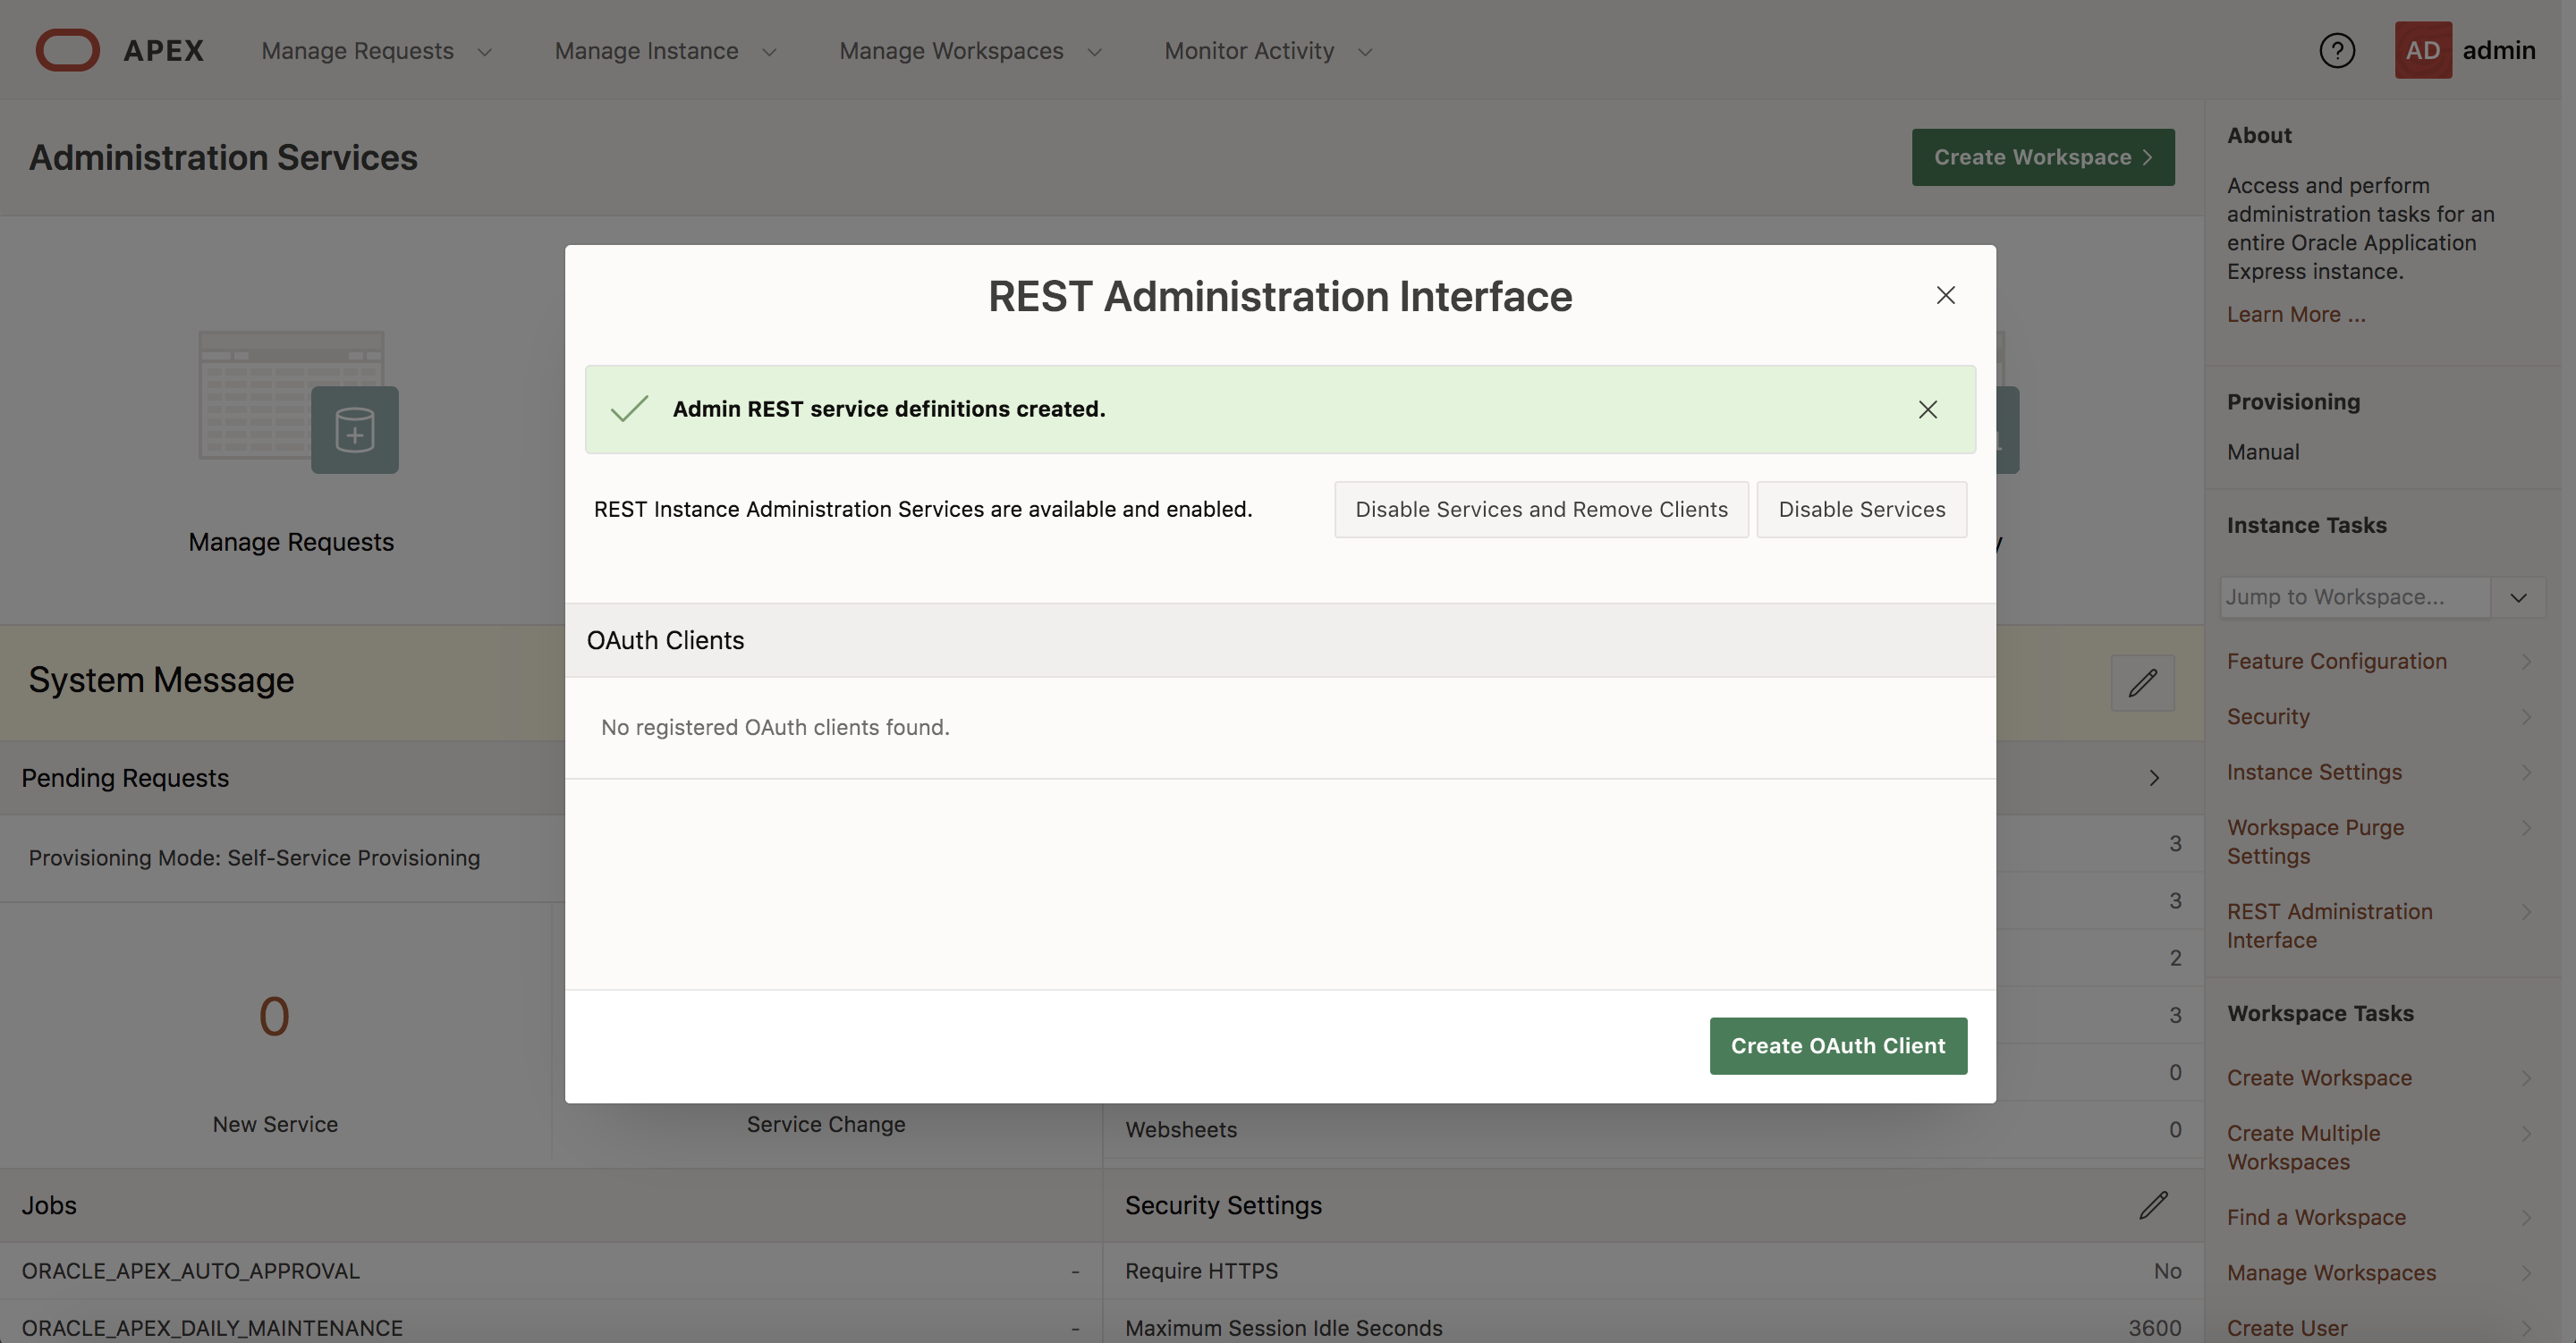 APEX
Manage Requests
Manage Instance
Manage Workspaces
Monitor Activity
?
AD
admin
Administration Services
Create Workspace
Manage Requests
System Message
Pending Requests
Provisioning Mode: Self-Service Provisioning
0
New Service
Service Change
Jobs
ORACLE_APEX_AUTO_APPROVAL
-
ORACLE_APEX_DAILY_MAINTENANCE
-
REST Administration Interface
Admin REST service definitions created.
REST Instance Administration Services are available and enabled.
Disable Services and Remove Clients
Disable Services
OAuth Clients
No registered OAuth clients found.
Create OAuth Client
3
3
2
3
0
Websheets
0
Security Settings
Require HTTPS
No
Maximum Session Idle Seconds
3600
About
Access and perform
administration tasks for an
entire Oracle Application
Express instance.
Learn More ...
Provisioning
Manual
Instance Tasks
Jump to Workspace...
Feature Configuration
Security
Instance Settings
Workspace Purge
Settings
REST Administration
Interface
Workspace Tasks
Create Workspace
Create Multiple
Workspaces
Find a Workspace
Manage Workspaces
Create User